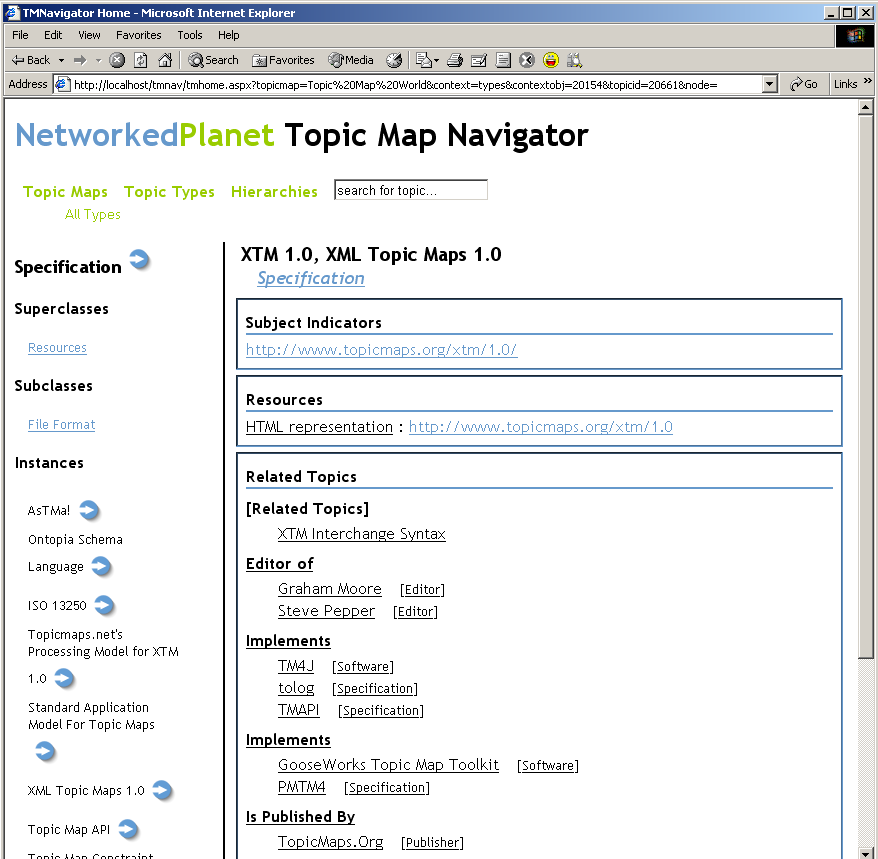 TMNavigator Home - Microsoft Internet Explorer
File Edit View Favorites Tools Help
Back Search Favorites Media
Address http://localhost/tmnav/tmhome.aspx?topicmap=Topic%20Map%20World&context=types&contextobj=20154&topicid=20661&node= Go Links »
NetworkedPlanet Topic Map Navigator
Topic Maps Topic Types Hierarchies search for topic...
All Types
Specification
Superclasses
Resources
Subclasses
File Format
Instances
AsTMa!
Ontopia Schema
Language
ISO 13250
Topicmaps.net's
Processing Model for XTM
1.0
Standard Application
Model For Topic Maps
XML Topic Maps 1.0
Topic Map API
Topic Map Constraint
XTM 1.0, XML Topic Maps 1.0
Specification
Subject Indicators
http://www.topicmaps.org/xtm/1.0/
Resources
HTML representation : http://www.topicmaps.org/xtm/1.0
Related Topics
[Related Topics]
XTM Interchange Syntax
Editor of
Graham Moore [Editor]
Steve Pepper [Editor]
Implements
TM4J [Software]
tolog [Specification]
TMAPI [Specification]
Implements
GooseWorks Topic Map Toolkit [Software]
PMTM4 [Specification]
Is Published By
TopicMaps.Org [Publisher]